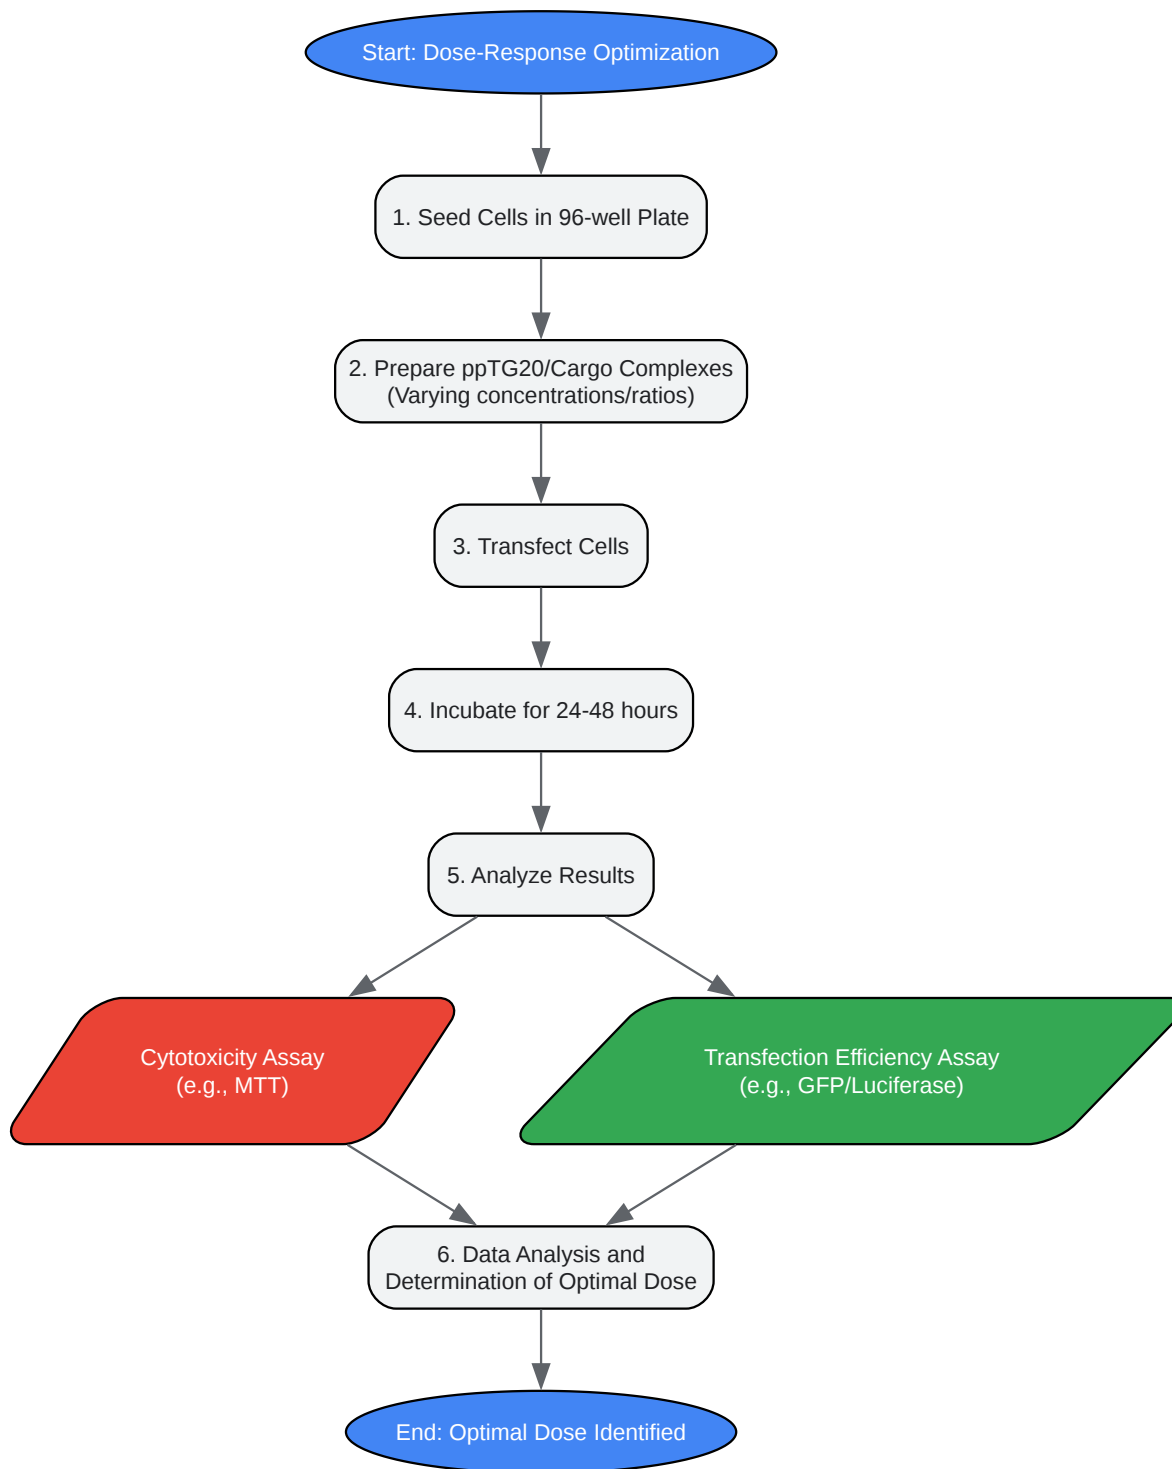 Start: Dose-Response Optimization
1. Seed Cells in 96-well Plate
2. Prepare ppTG20/Cargo Complexes
(Varying concentrations/ratios)
3. Transfect Cells
4. Incubate for 24-48 hours
5. Analyze Results
Cytotoxicity Assay
(e.g., MTT)
Transfection Efficiency Assay
(e.g., GFP/Luciferase)
6. Data Analysis and
Determination of Optimal Dose
End: Optimal Dose Identified